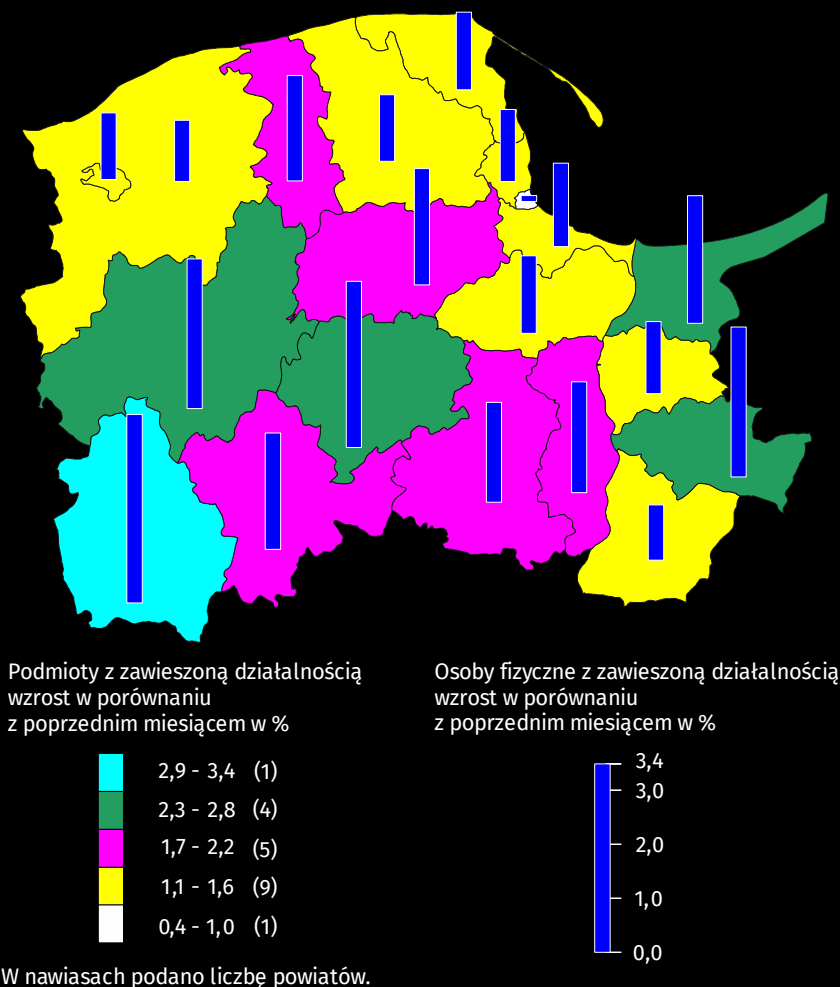 Podmioty z zawieszoną działalnością
wzrost w porównaniu
z poprzednim miesiącem w %
2,9 - 3,4 (1)
2,3 - 2,8 (4)
1,7 - 2,2 (5)
1,1 - 1,6 (9)
0,4 - 1,0 (1)
Osoby fizyczne z zawieszoną działalnością
wzrost w porównaniu
z poprzednim miesiącem w %
3,4
3,0
2,0
1,0
0,0
W nawiasach podano liczbę powiatów.